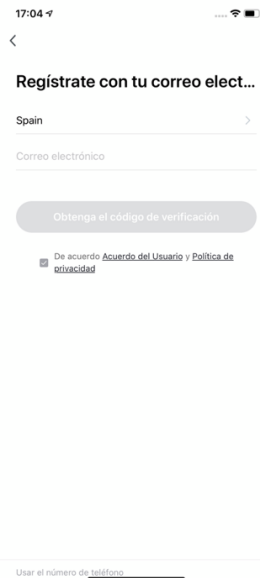 17:04
Regístrate con tu correo elect...
Spain
Correo electrónico
Obtenga el código de verificación
De acuerdo Acuerdo del Usuario y Política de
privacidad
Usar el número de teléfono